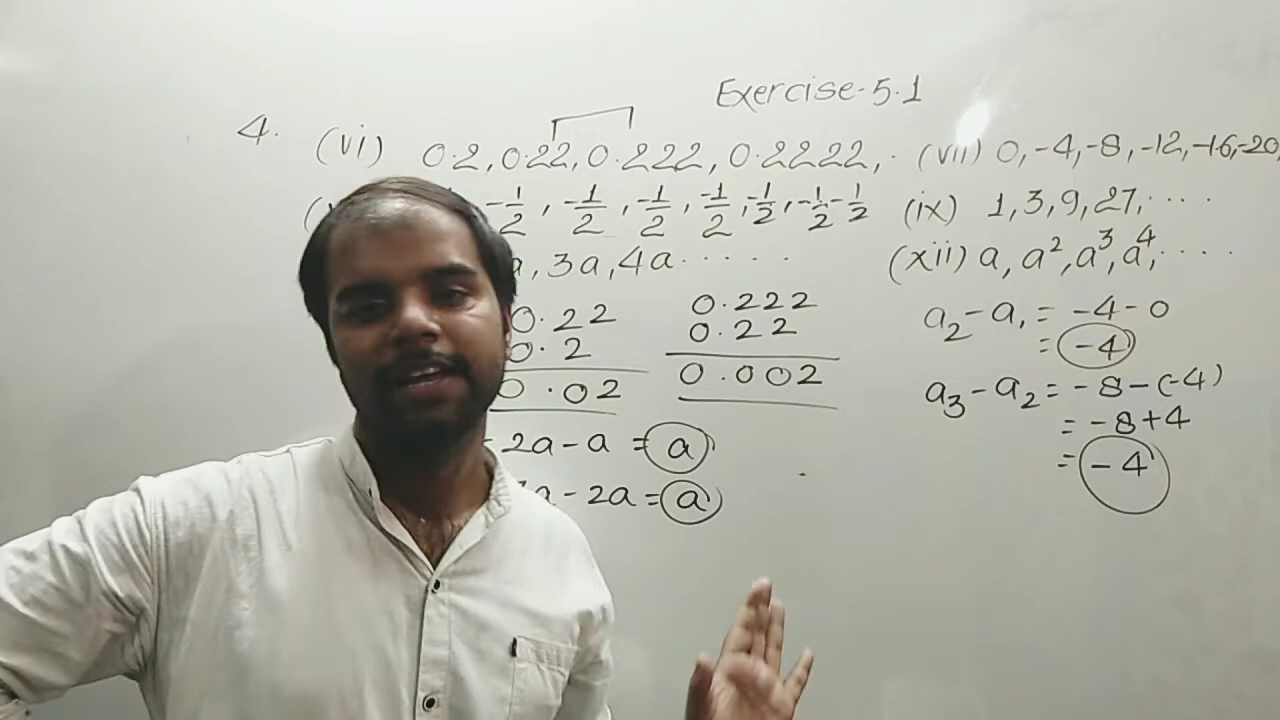 Exercise-5.1
4. (vi) 0.2, 0.22, 0.222, 0.2222, . (vii) 0, -4, -8, -12, -16, -20,
( -1/2, -1/2, -1/2, -1/2, -1/2, -1/2 -1/2 (ix) 1, 3, 9, 27, ....
a, 3a, 4a ...... (xii) a, a², a³, a⁴, ....
0.22
0.2
0.02
0.222
0.22
0.002
2a - a = a
a - 2a = a
a₂ - a₁ = -4 - 0
= -4
a₃ - a₂ = -8 - (-4)
= -8 + 4
= -4